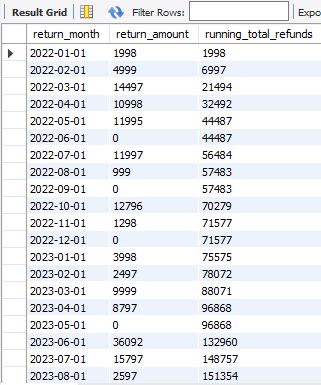 Result Grid Filter Rows: Expo
return_month return_amount running_total_refunds
2022-01-01 1998 1998
2022-02-01 4999 6997
2022-03-01 14497 21494
2022-04-01 10998 32492
2022-05-01 11995 44487
2022-06-01 0 44487
2022-07-01 11997 56484
2022-08-01 999 57483
2022-09-01 0 57483
2022-10-01 12796 70279
2022-11-01 1298 71577
2022-12-01 0 71577
2023-01-01 3998 75575
2023-02-01 2497 78072
2023-03-01 9999 88071
2023-04-01 8797 96868
2023-05-01 0 96868
2023-06-01 36092 132960
2023-07-01 15797 148757
2023-08-01 2597 151354